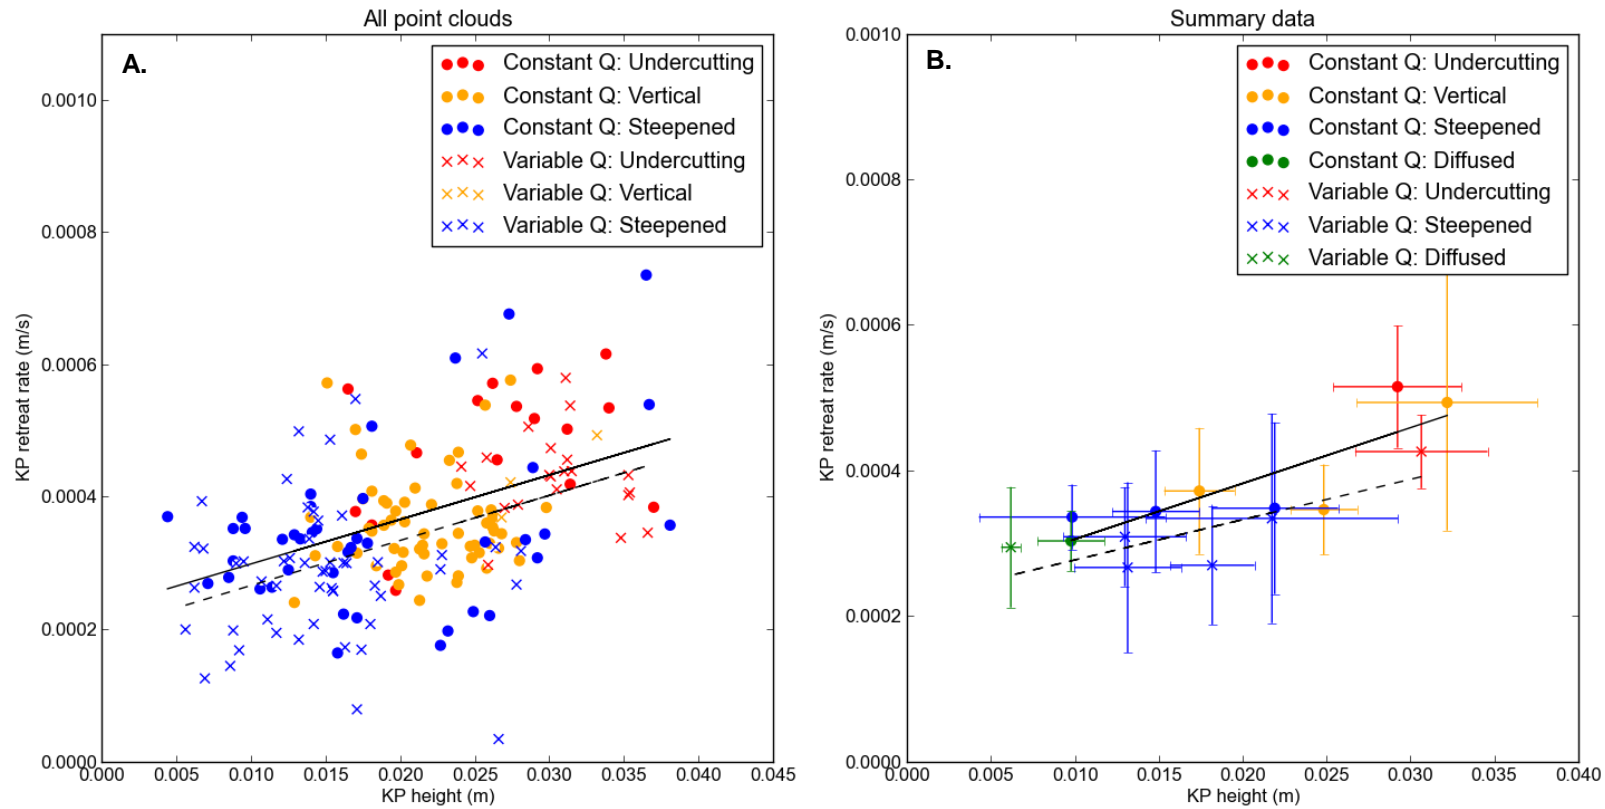 All point clouds
A.
Constant Q: Undercutting
Constant Q: Vertical
Constant Q: Steepened
Variable Q: Undercutting
Variable Q: Vertical
Variable Q: Steepened
0.0010
0.0008
0.0006
0.0004
0.0002
0.0000
KP retreat rate (m/s)
0.000 0.005 0.010 0.015 0.020 0.025 0.030 0.035 0.040 0.045
KP height (m)
Summary data
B.
Constant Q: Undercutting
Constant Q: Vertical
Constant Q: Steepened
Constant Q: Diffused
Variable Q: Undercutting
Variable Q: Steepened
Variable Q: Diffused
0.0010
0.0008
0.0006
0.0004
0.0002
0.0000
KP retreat rate (m/s)
0.000 0.005 0.010 0.015 0.020 0.025 0.030 0.035 0.040
KP height (m)